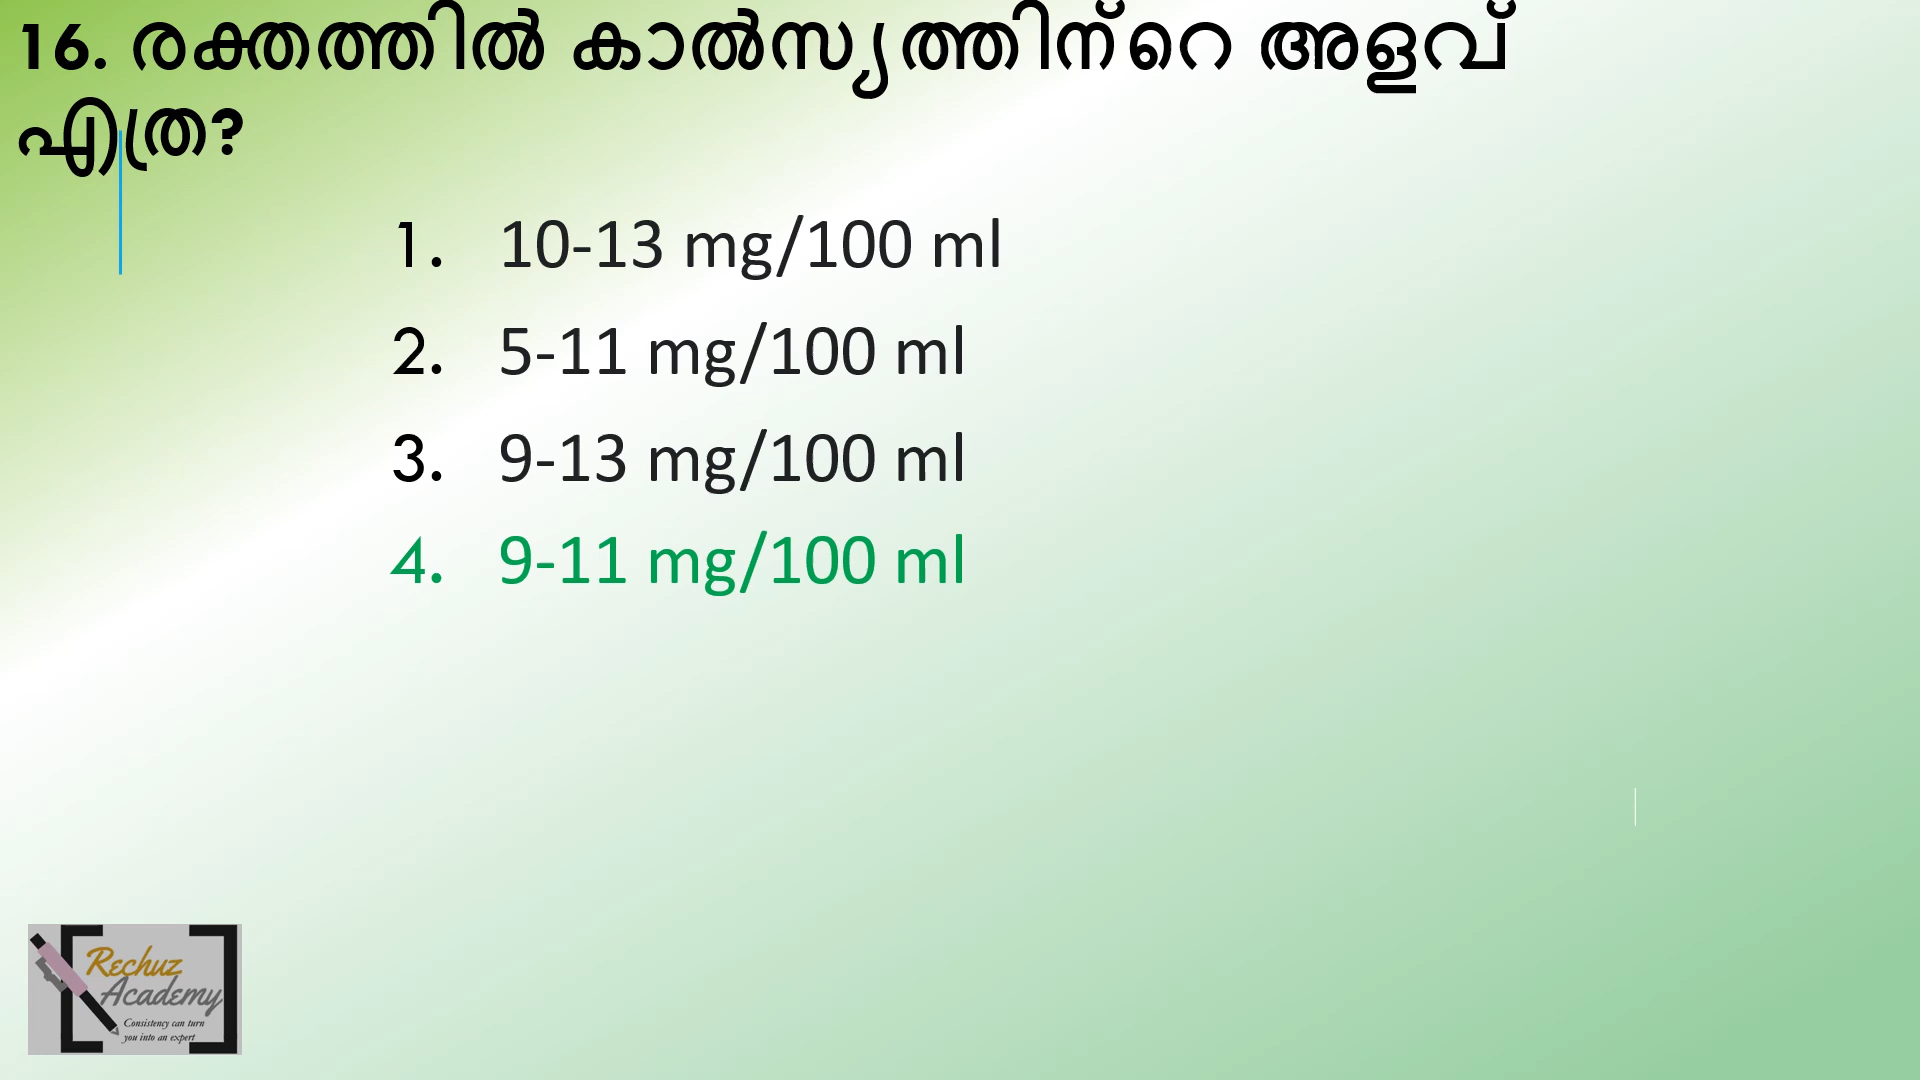 16. രക്തത്തിൽ കാൽസ്യത്തിന്റെ അളവ്
എത്ര?
1. 10-13 mg/100 ml
2. 5-11 mg/100 ml
3. 9-13 mg/100 ml
4. 9-11 mg/100 ml
Rechuz
Academy
Consistency can turn
you into an expert